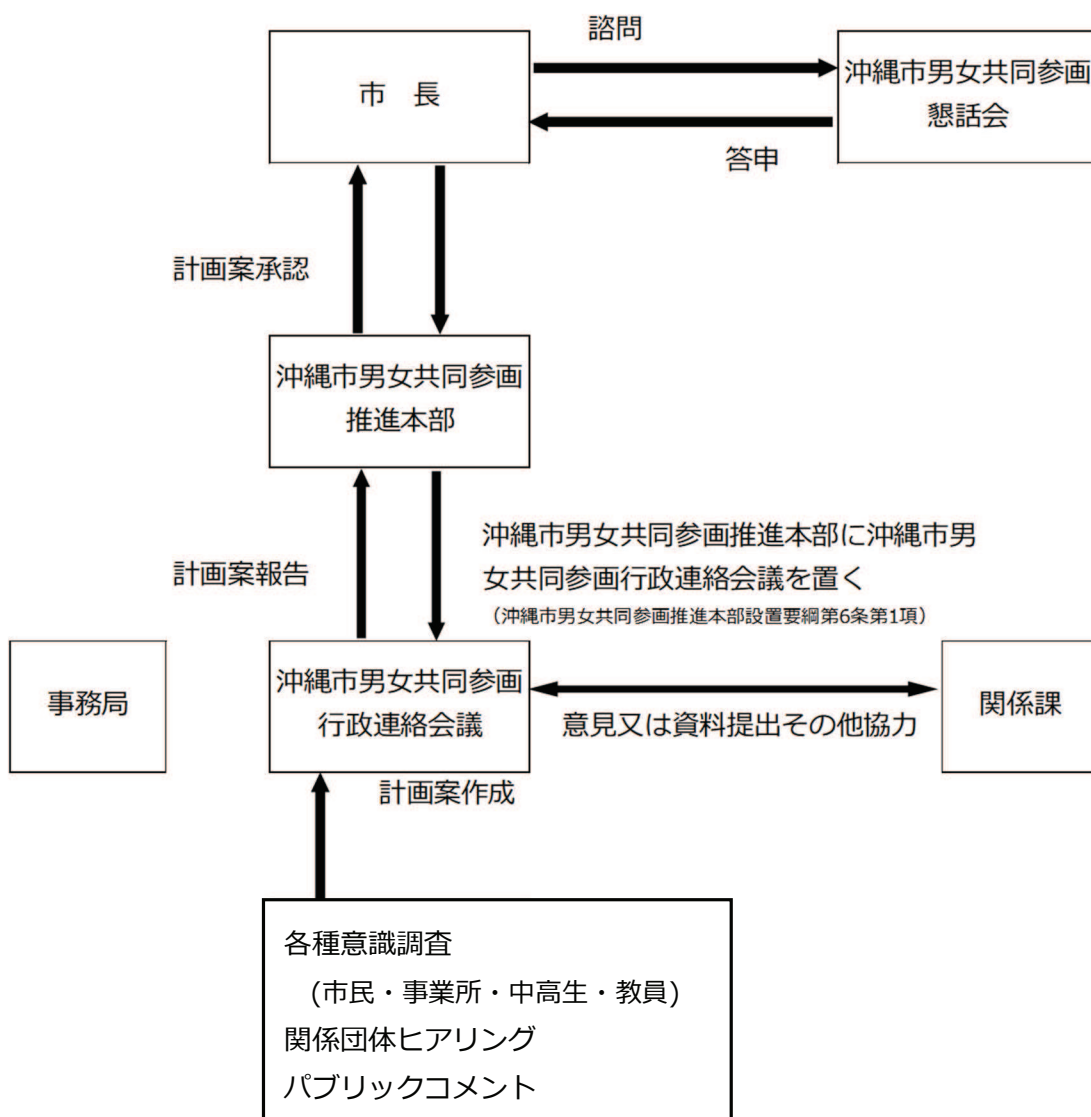 諮問
市　長
沖縄市男女共同参画
懇話会
答申
計画案承認
沖縄市男女共同参画
推進本部
計画案報告
沖縄市男女共同参画推進本部に沖縄市男
女共同参画行政連絡会議を置く
（沖縄市男女共同参画推進本部設置要綱第6条第1項）
事務局
沖縄市男女共同参画
行政連絡会議
意見又は資料提出その他協力
関係課
計画案作成
各種意識調査
(市民・事業所・中高生・教員)
関係団体ヒアリング
パブリックコメント